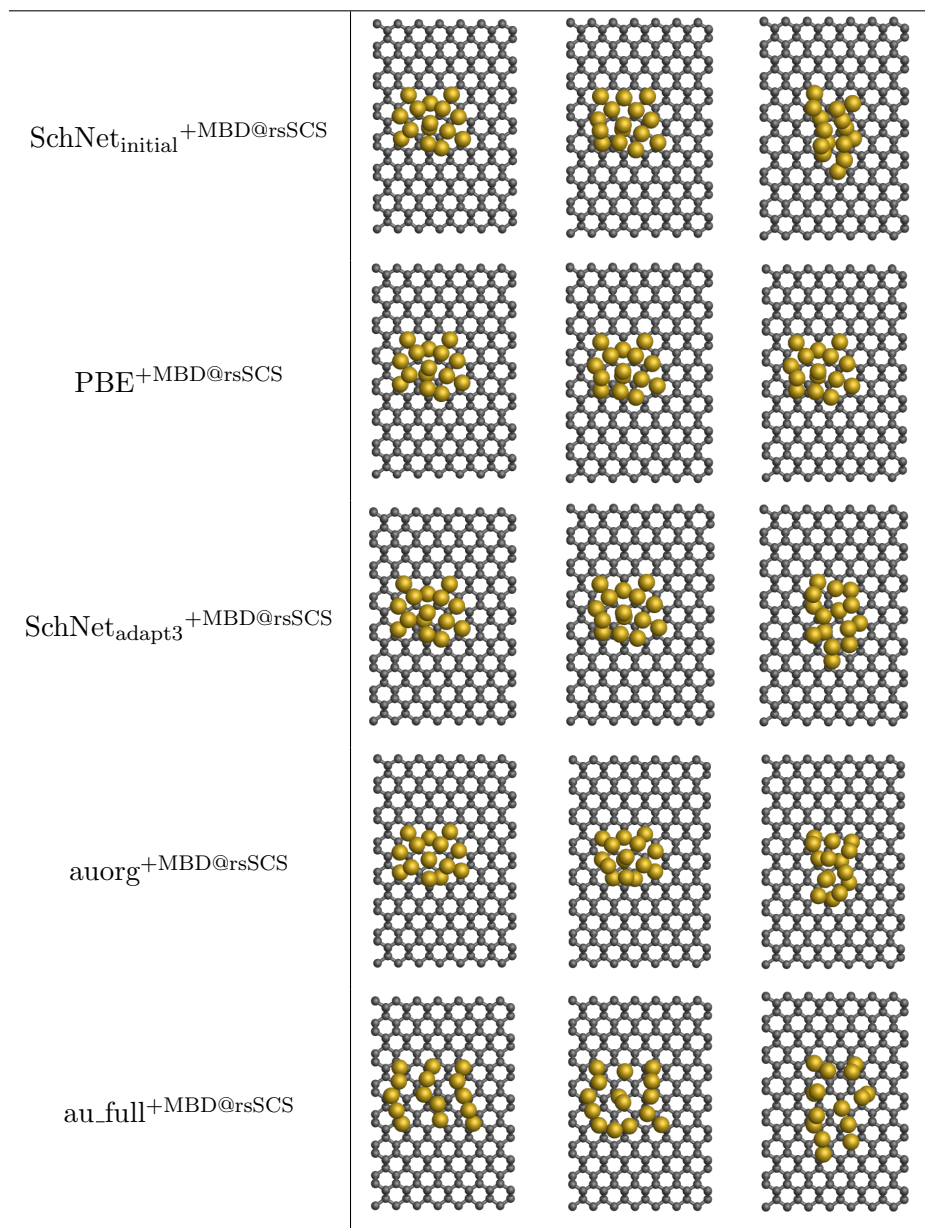 SchNet_initial^+MBD@rsSCS
PBE^+MBD@rsSCS
SchNet_adapt3^+MBD@rsSCS
auorg^+MBD@rsSCS
au_full^+MBD@rsSCS